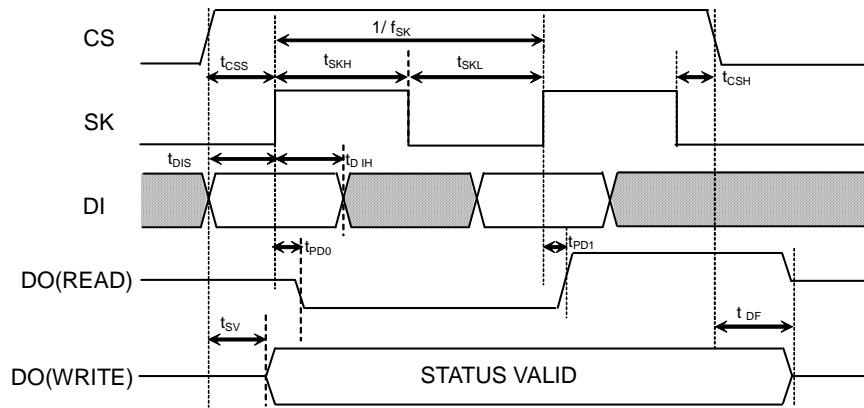 CS
1/ fSK
tCSS
tSKH
tSKL
tCSH
SK
tDIS
tD IH
DI
tPD0
tPD1
DO(READ)
tSV
t DF
DO(WRITE)
STATUS VALID